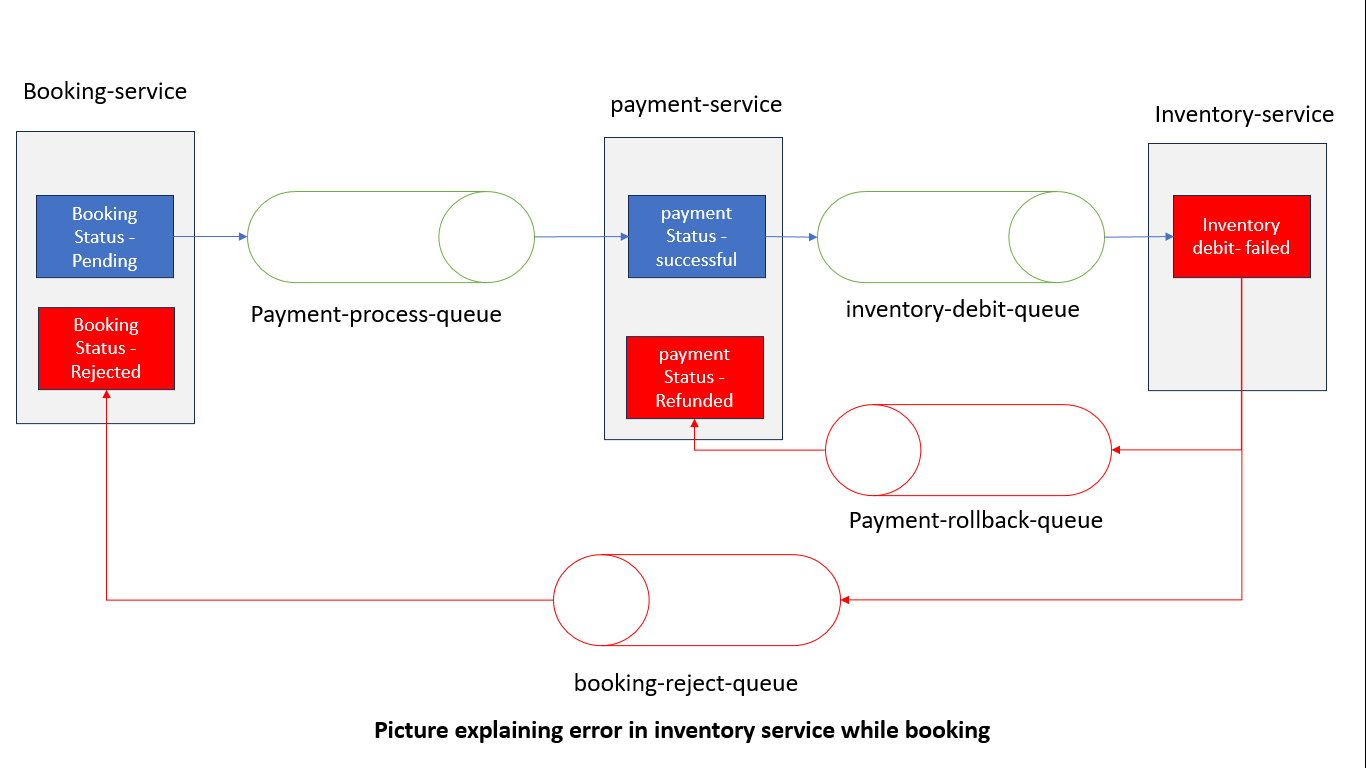 Booking-service
payment-service
Inventory-service
Booking
Status -
Pending
payment
Status -
successful
Inventory
debit- failed
Payment-process-queue
inventory-debit-queue
Booking
Status -
Rejected
payment
Status -
Refunded
Payment-rollback-queue
booking-reject-queue
Picture explaining error in inventory service while booking